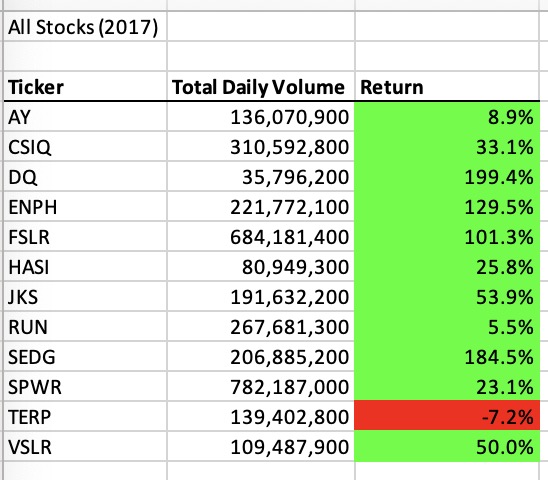 All Stocks (2017)
Ticker Total Daily Volume Return
AY 136,070,900 8.9%
CSIQ 310,592,800 33.1%
DQ 35,796,200 199.4%
ENPH 221,772,100 129.5%
FSLR 684,181,400 101.3%
HASI 80,949,300 25.8%
JKS 191,632,200 53.9%
RUN 267,681,300 5.5%
SEDG 206,885,200 184.5%
SPWR 782,187,000 23.1%
TERP 139,402,800 -7.2%
VSLR 109,487,900 50.0%